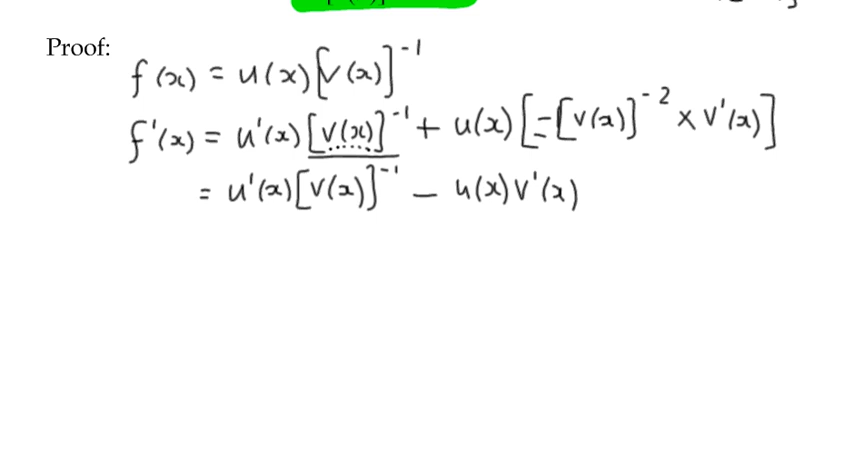 Proof:
f(x) = u(x)[v(x)]⁻¹
f'(x) = u'(x)[v(x)]⁻¹ + u(x)[-[v(x)]⁻² × v'(x)]
= u'(x)[v(x)]⁻¹ - u(x)v'(x)